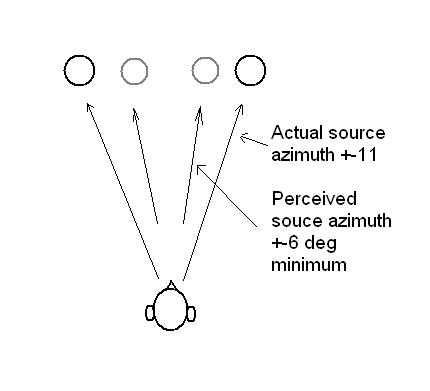 Actual source
azimuth +-11
Perceived
souce azimuth
+-6 deg
minimum